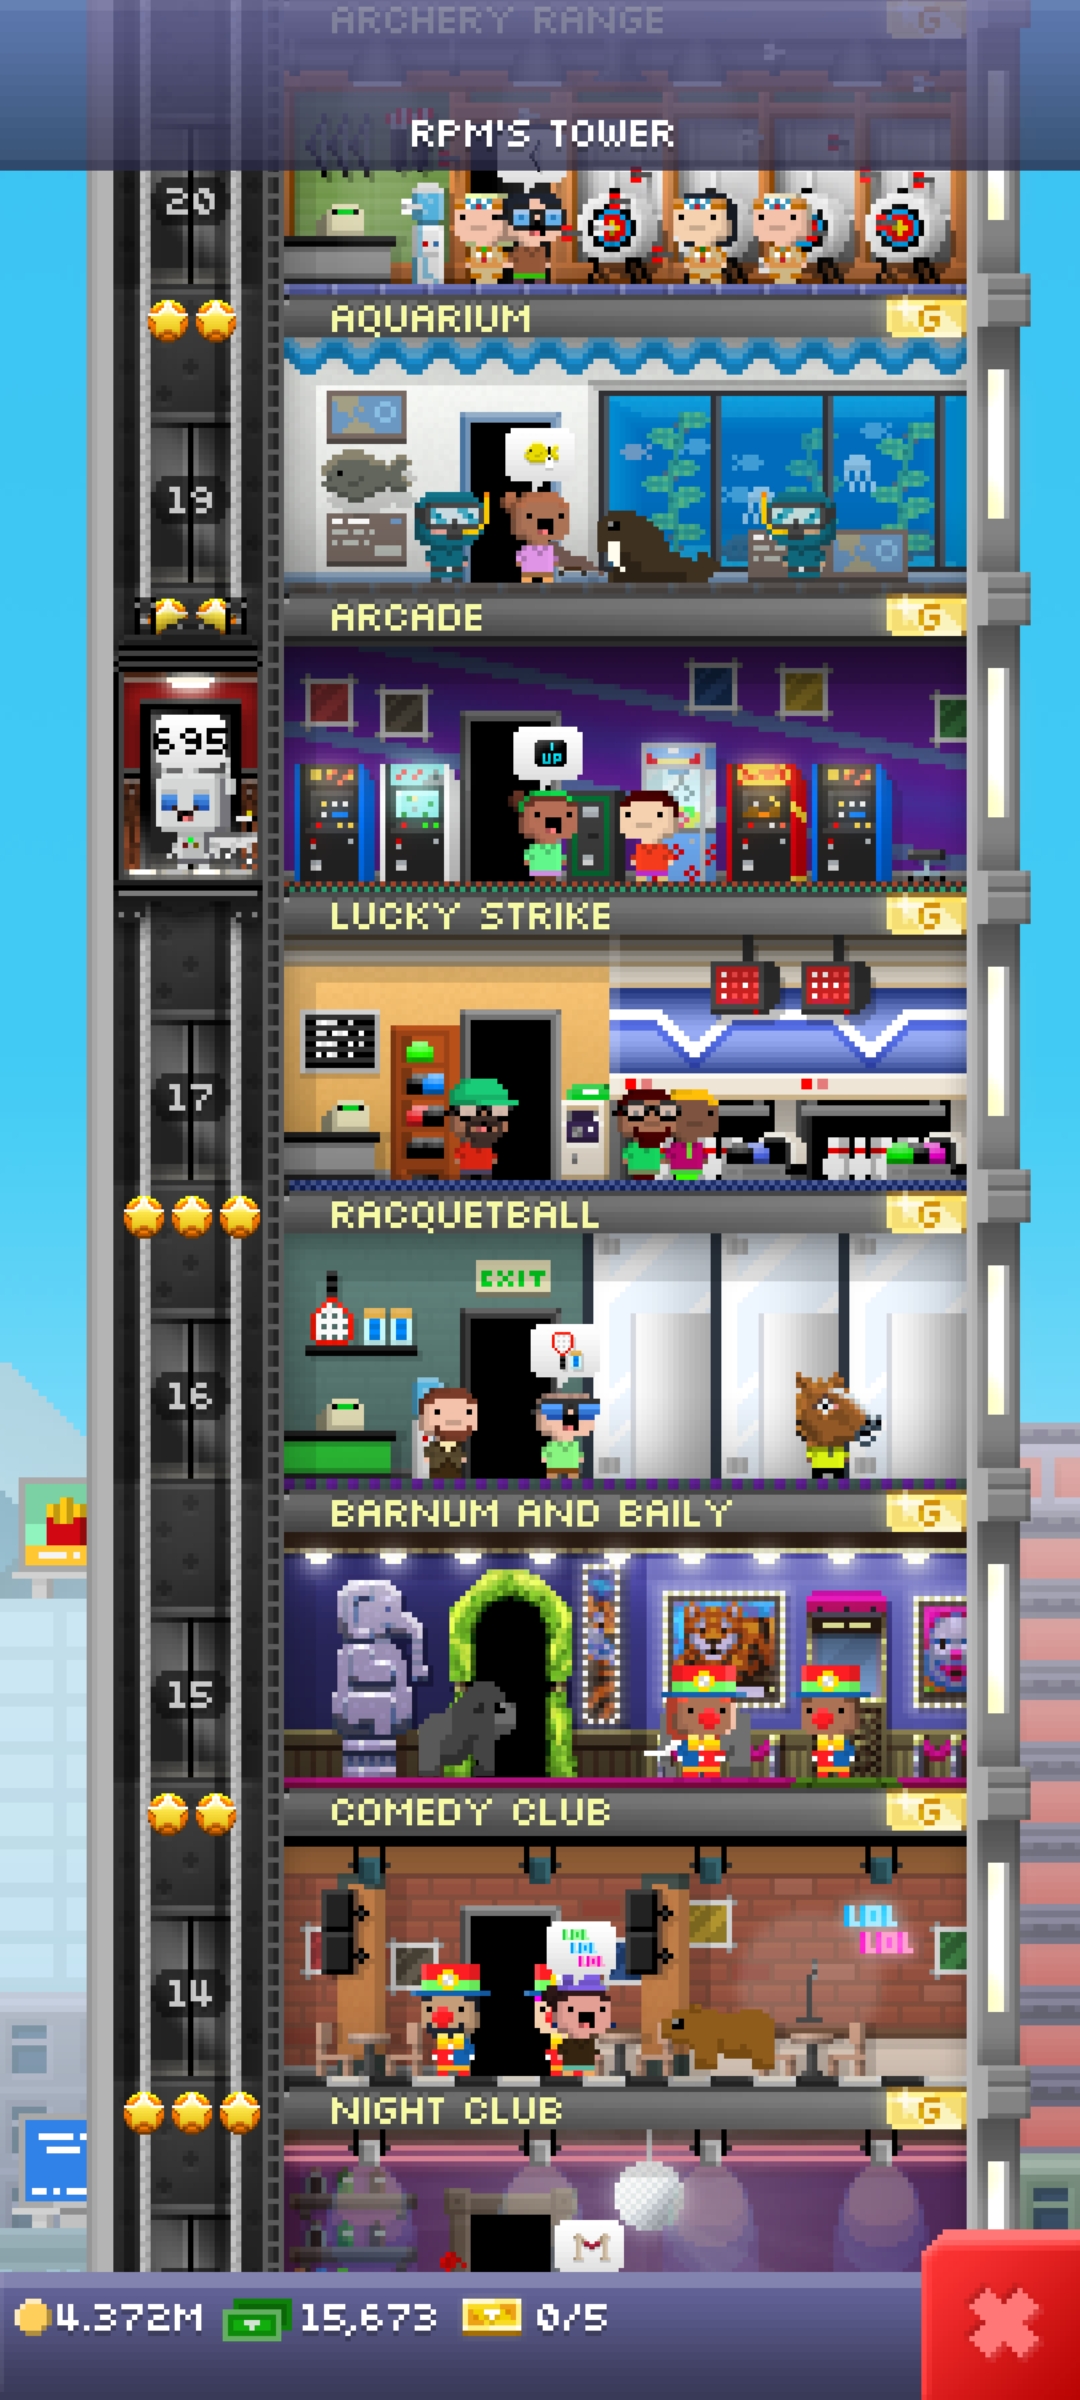 ARCHERY RANGE G
RPM'S TOWER
20
AQUARIUM G
19
ARCADE G
695
1 UP
LUCKY STRIKE G
17
RACQUETBALL G
EXIT
16
BARNUM AND BAILY G
15
COMEDY CLUB G
LOL
LOL
LOL
LOL
LOL
14
NIGHT CLUB G
M
4.372M 15,673 0/5